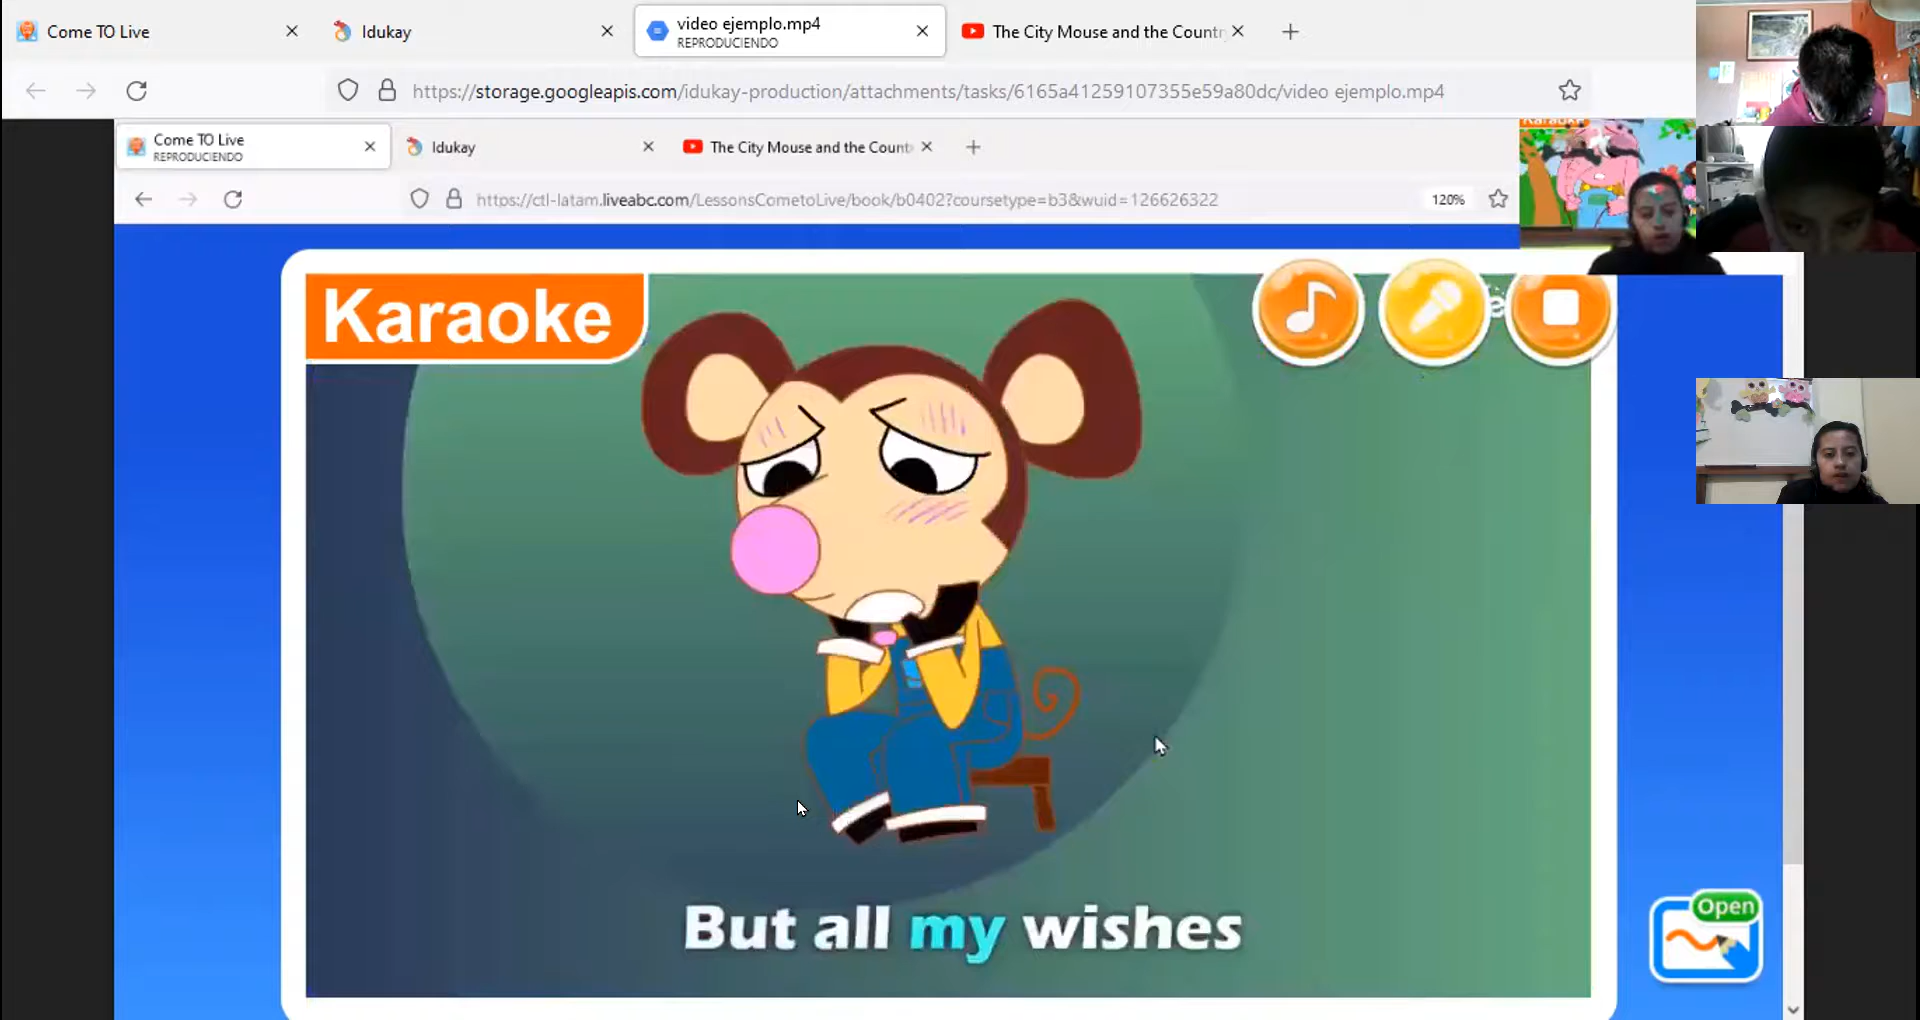 Come TO Live
Idukay
video ejemplo.mp4
REPRODUCIENDO
The City Mouse and the Countr
https://storage.googleapis.com/idukay-production/attachments/tasks/6165a41259107355e59a80dc/video ejemplo.mp4
Come TO Live
REPRODUCIENDO
Idukay
The City Mouse and the Count
https://ctl-latam.liveabc.com/LessonsCometoLive/book/b0402?coursetype=b3&wuid=126626322
120%
Karaoke
Karaoke
But all my wishes
Open